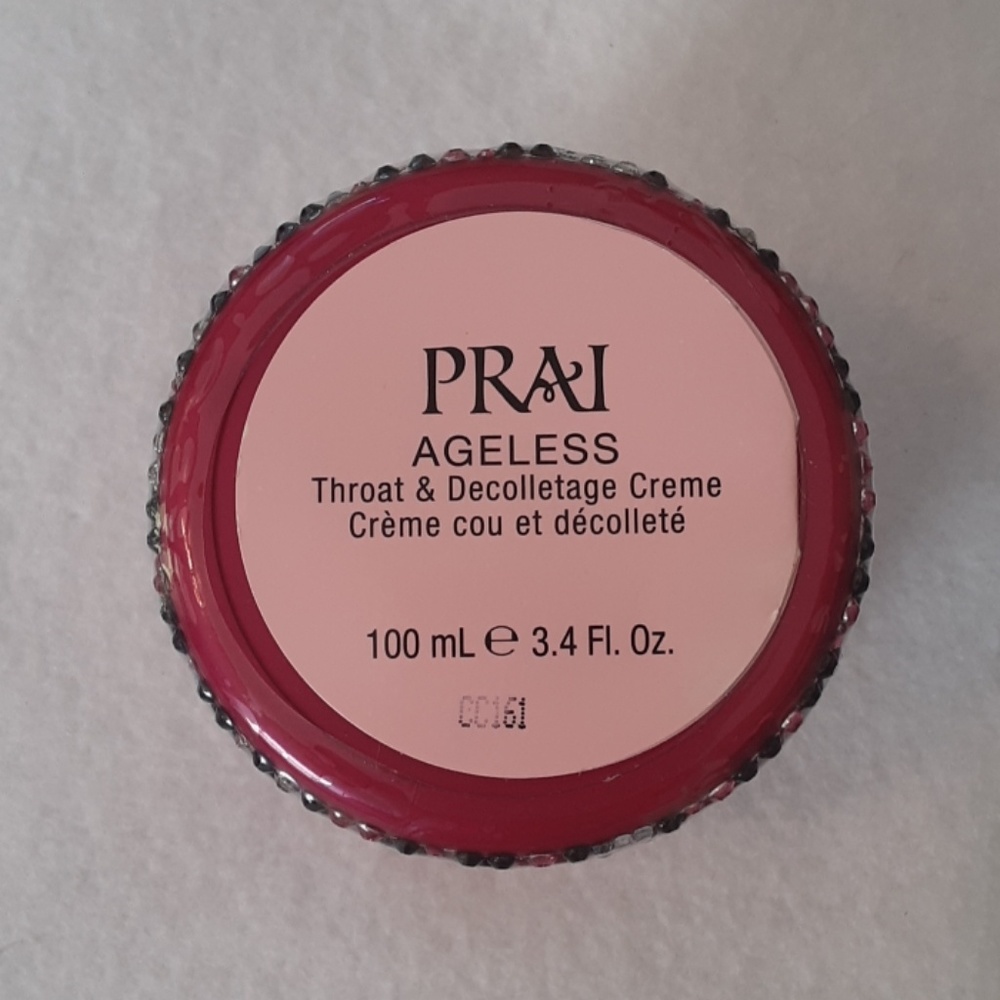 PRAI
AGELESS
Throat & Decolletage Creme
Crème cou et décolleté
100 mL ℮ 3.4 Fl. Oz.
CC161